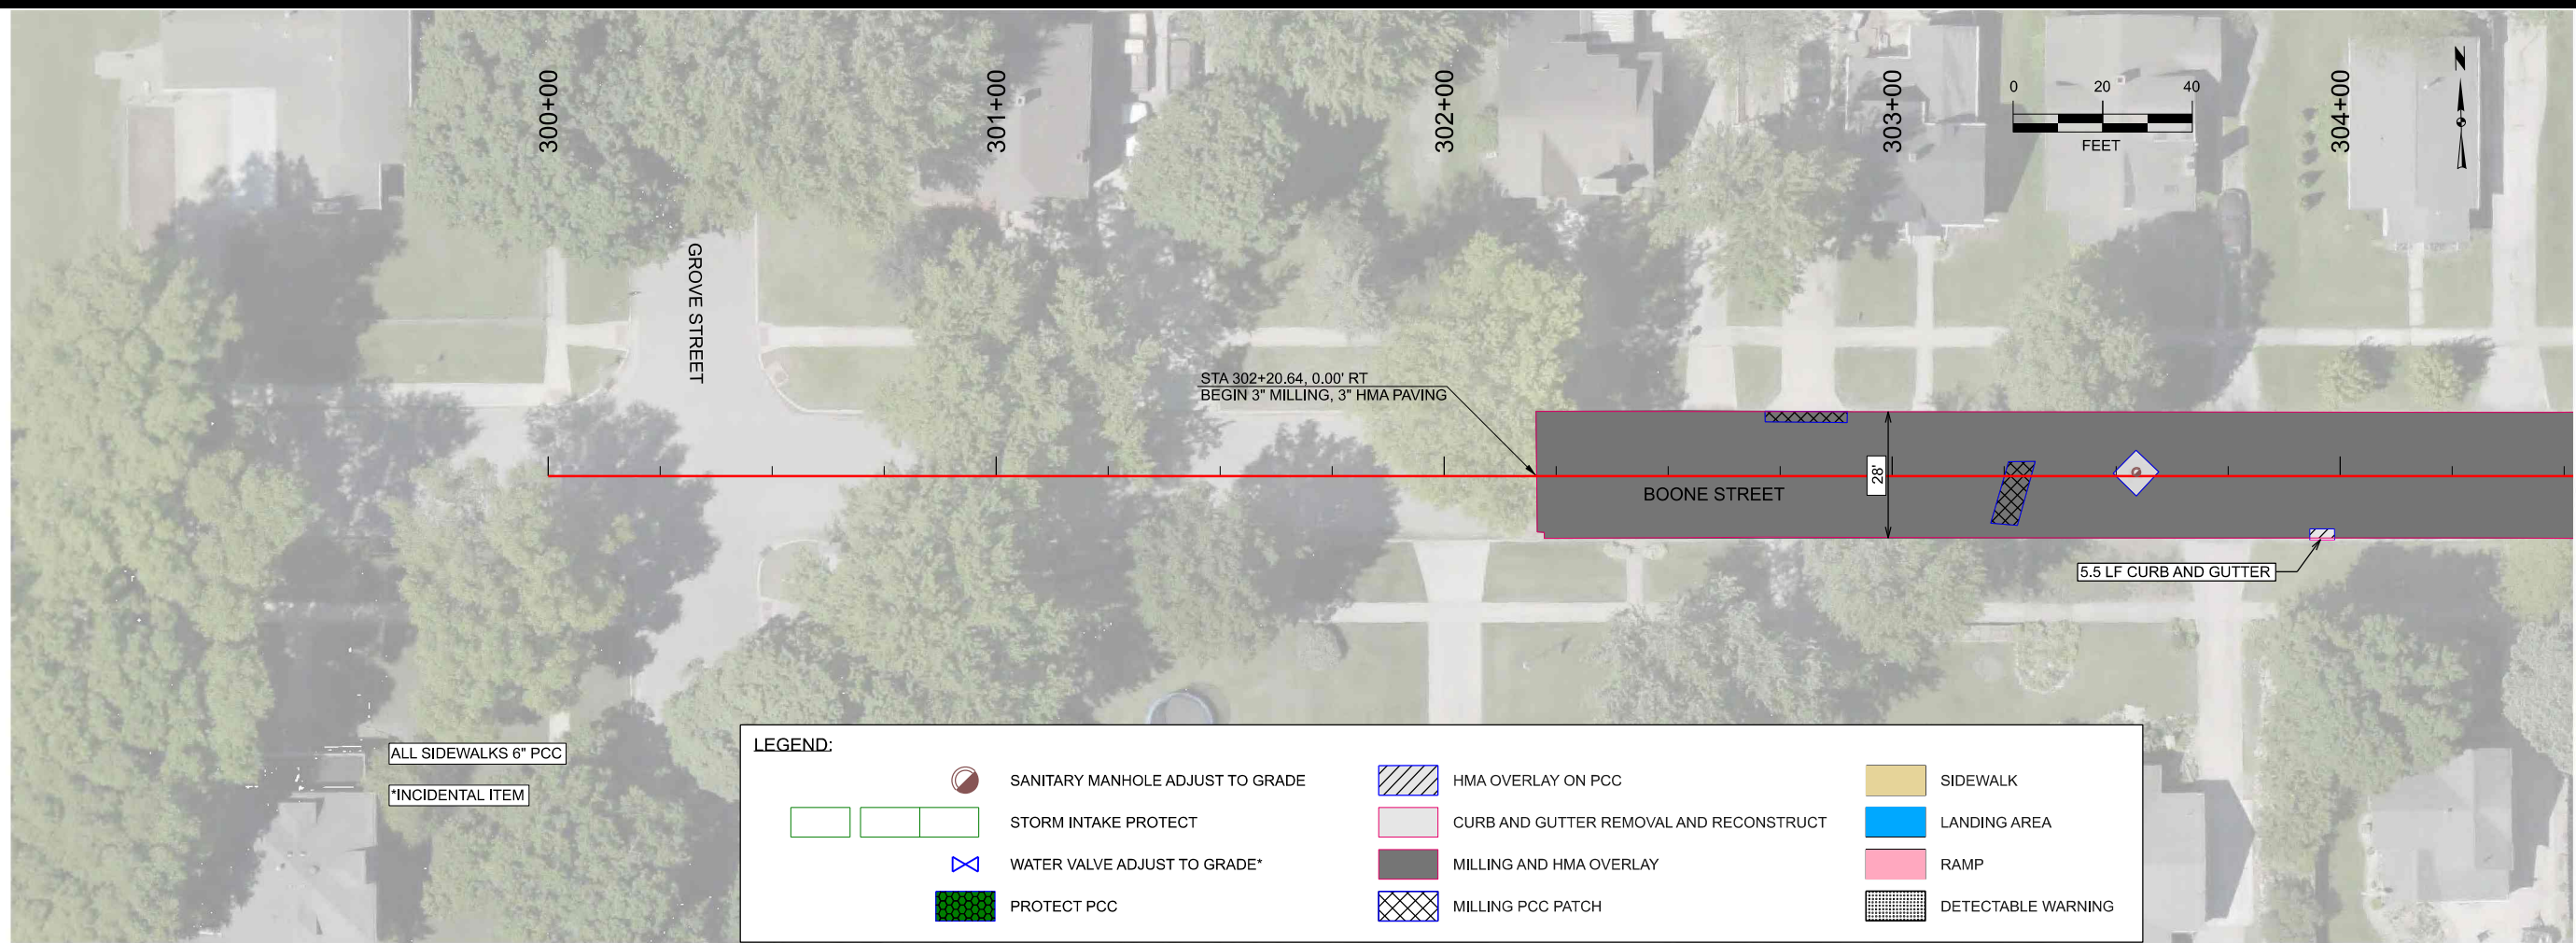 300+00
301+00
302+00
303+00
304+00
N
0 20 40
FEET
GROVE STREET
STA 302+20.64, 0.00' RT
BEGIN 3" MILLING, 3" HMA PAVING
28'
BOONE STREET
5.5 LF CURB AND GUTTER
ALL SIDEWALKS 6" PCC
*INCIDENTAL ITEM
LEGEND:
SANITARY MANHOLE ADJUST TO GRADE
STORM INTAKE PROTECT
WATER VALVE ADJUST TO GRADE*
PROTECT PCC
HMA OVERLAY ON PCC
CURB AND GUTTER REMOVAL AND RECONSTRUCT
MILLING AND HMA OVERLAY
MILLING PCC PATCH
SIDEWALK
LANDING AREA
RAMP
DETECTABLE WARNING